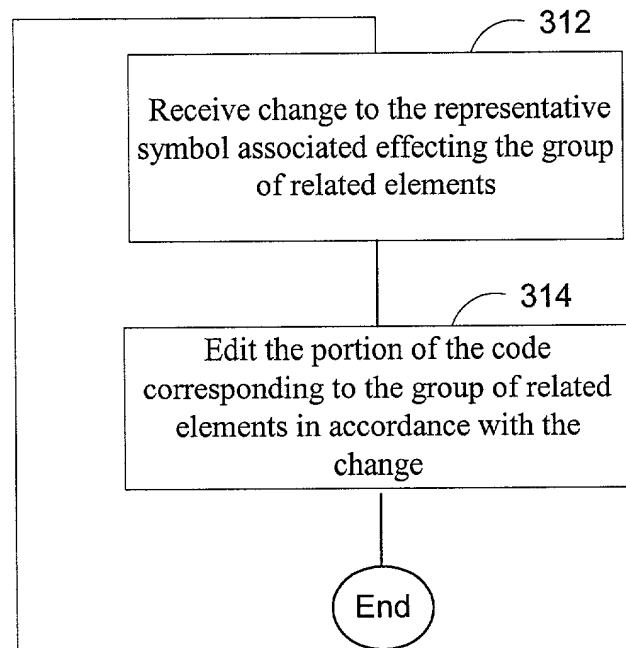 312
Receive change to the representative
symbol associated effecting the group
of related elements
314
Edit the portion of the code
corresponding to the group of related
elements in accordance with the
change
End